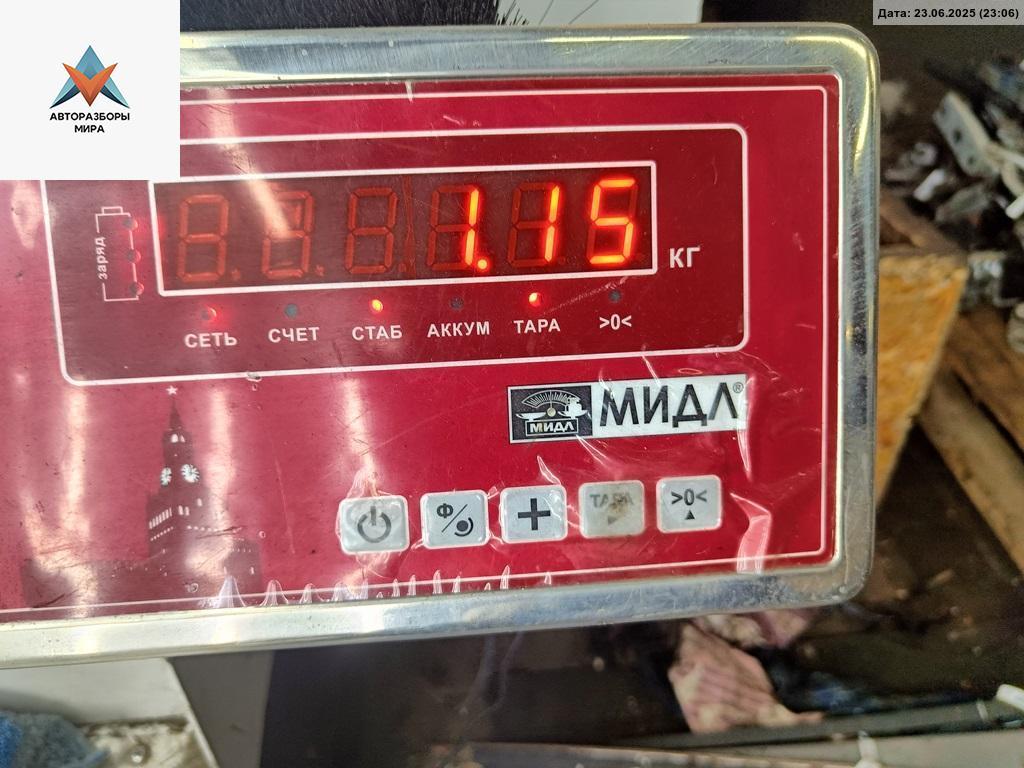 Дата: 23.06.2025 (23:06)
АВТОРАЗБОРЫ
МИРА
заряд
1.15
КГ
СЕТЬ СЧЕТ СТАБ АККУМ ТАРА >0<
МИДЛ МИДЛ®
Ф/ + ТАРА >0<